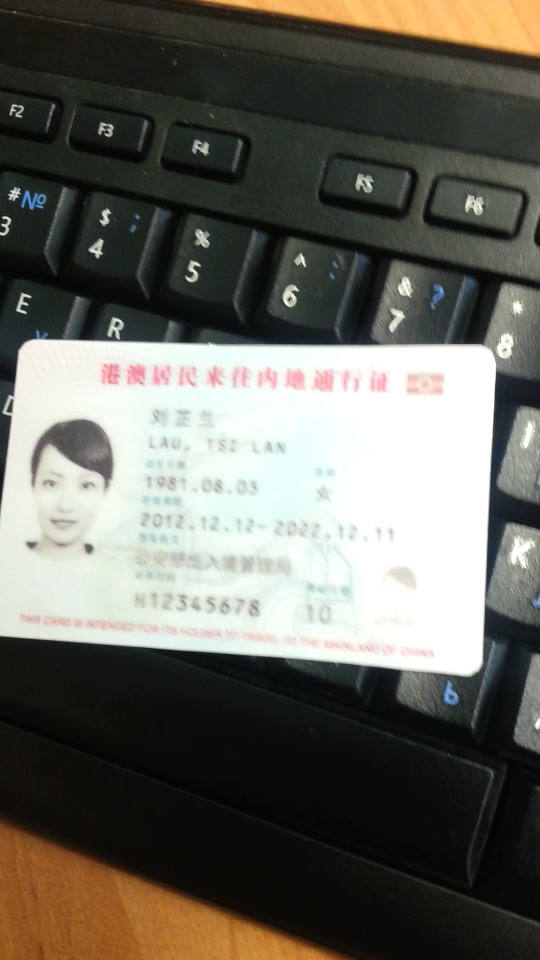 F2 F3 F4 F5 F6
# № 3 $ ; 4 % 5 ^ : 6 & ? 7 * 8
E R
港澳居民来往内地通行证
刘芷兰
LAU, TSZ LAN
1981.08.03
女
2012.12.12-2022.12.11
公安部出入境管理局
H12345678
10
THIS CARD IS INTENDED FOR ITS HOLDER TO TRAVEL TO THE MAINLAND OF CHINA
K
Ь